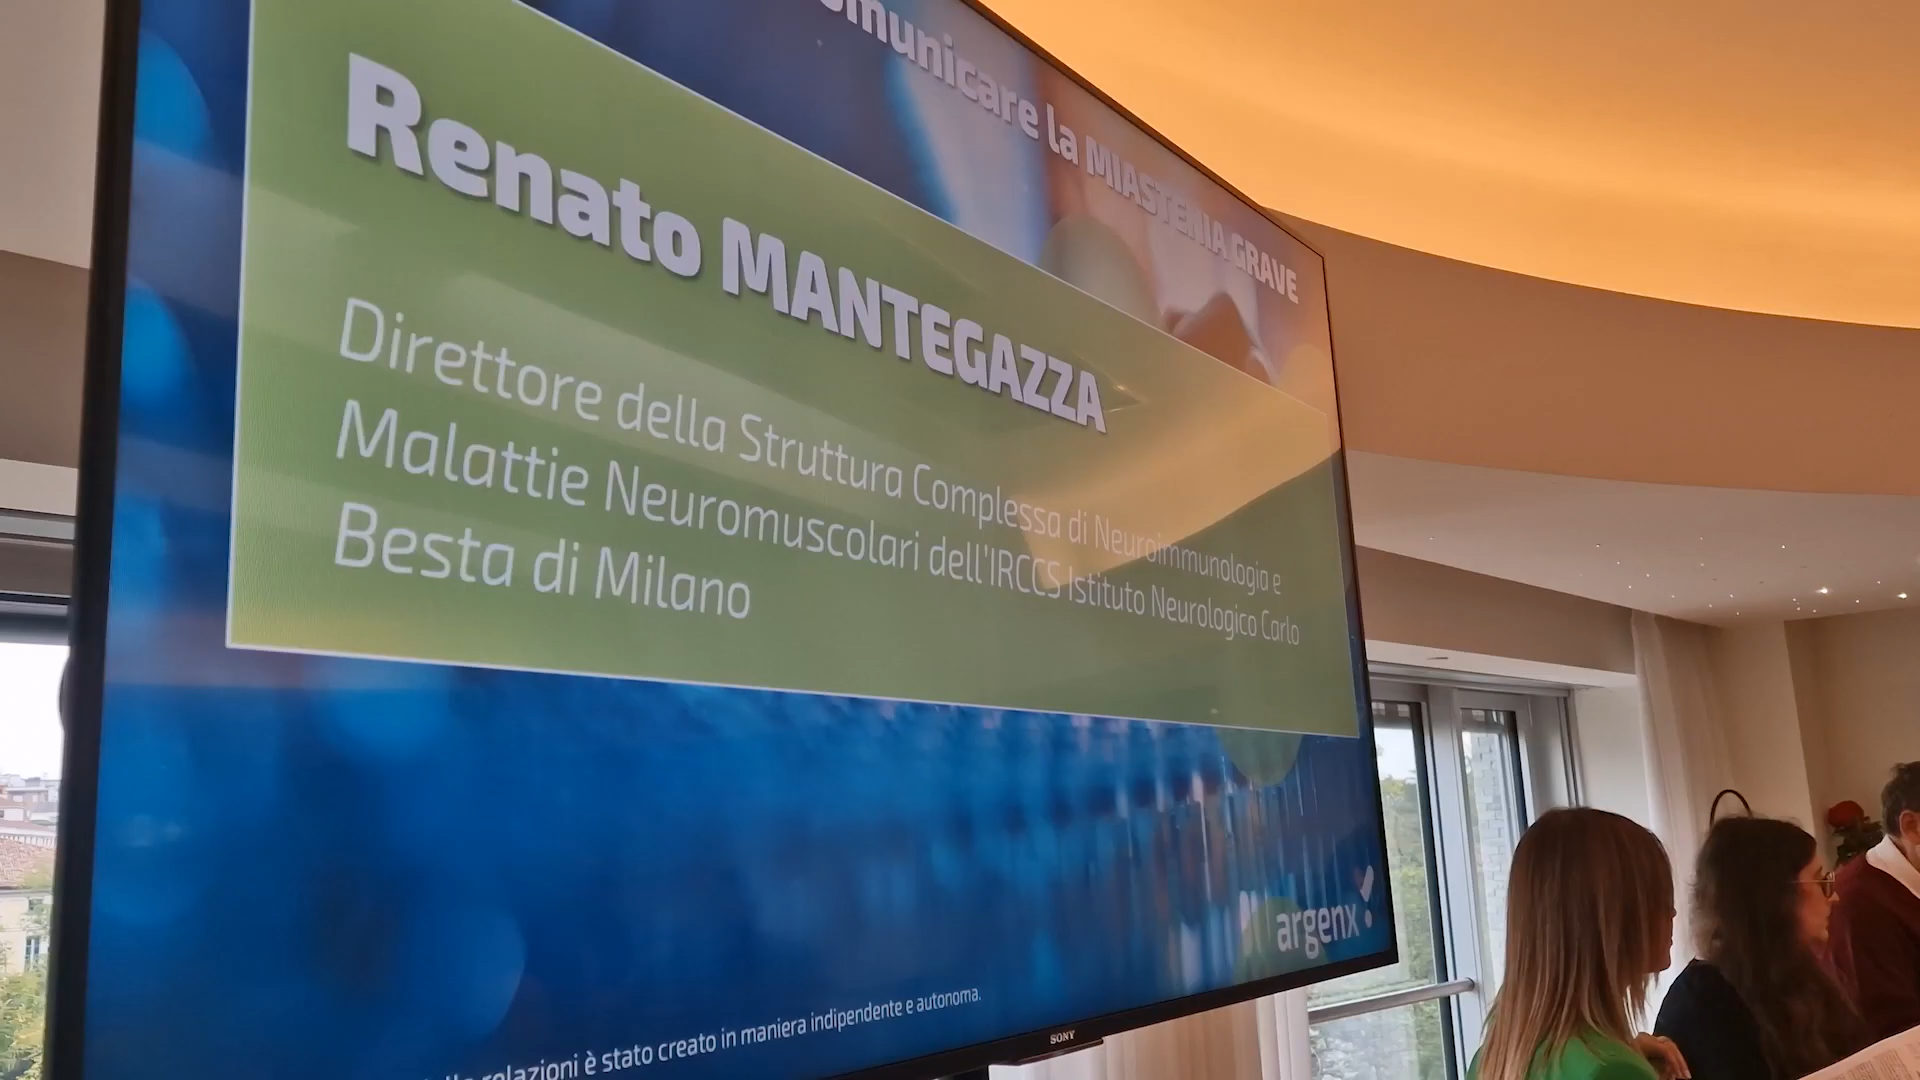 la MIASTENIA GRAVE
Renato MANTEGAZZA
Direttore della Struttura Complessa di Neuroimmunologia e
Malattie Neuromuscolari dell'IRCCS Istituto Neurologico Carlo
Besta di Milano
argenx
relazioni è stato creato in maniera indipendente e autonoma.
SONY